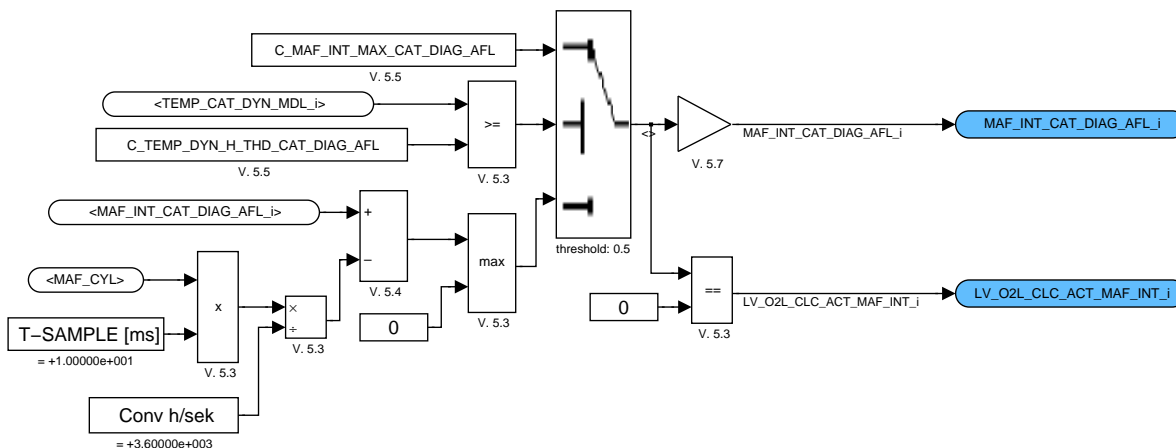 C_MAF_INT_MAX_CAT_DIAG_AFL
V. 5.5
<TEMP_CAT_DYN_MDL_i>
C_TEMP_DYN_H_THD_CAT_DIAG_AFL
V. 5.5
>=
V. 5.3
<>
V. 5.7
MAF_INT_CAT_DIAG_AFL_i
MAF_INT_CAT_DIAG_AFL_i
<MAF_INT_CAT_DIAG_AFL_i>
+
−
V. 5.4
max
V. 5.3
0
threshold: 0.5
<MAF_CYL>
T−SAMPLE [ms]
= +1.00000e+001
x
V. 5.3
×
÷
V. 5.3
Conv h/sek
= +3.60000e+003
0
==
V. 5.3
LV_O2L_CLC_ACT_MAF_INT_i
LV_O2L_CLC_ACT_MAF_INT_i